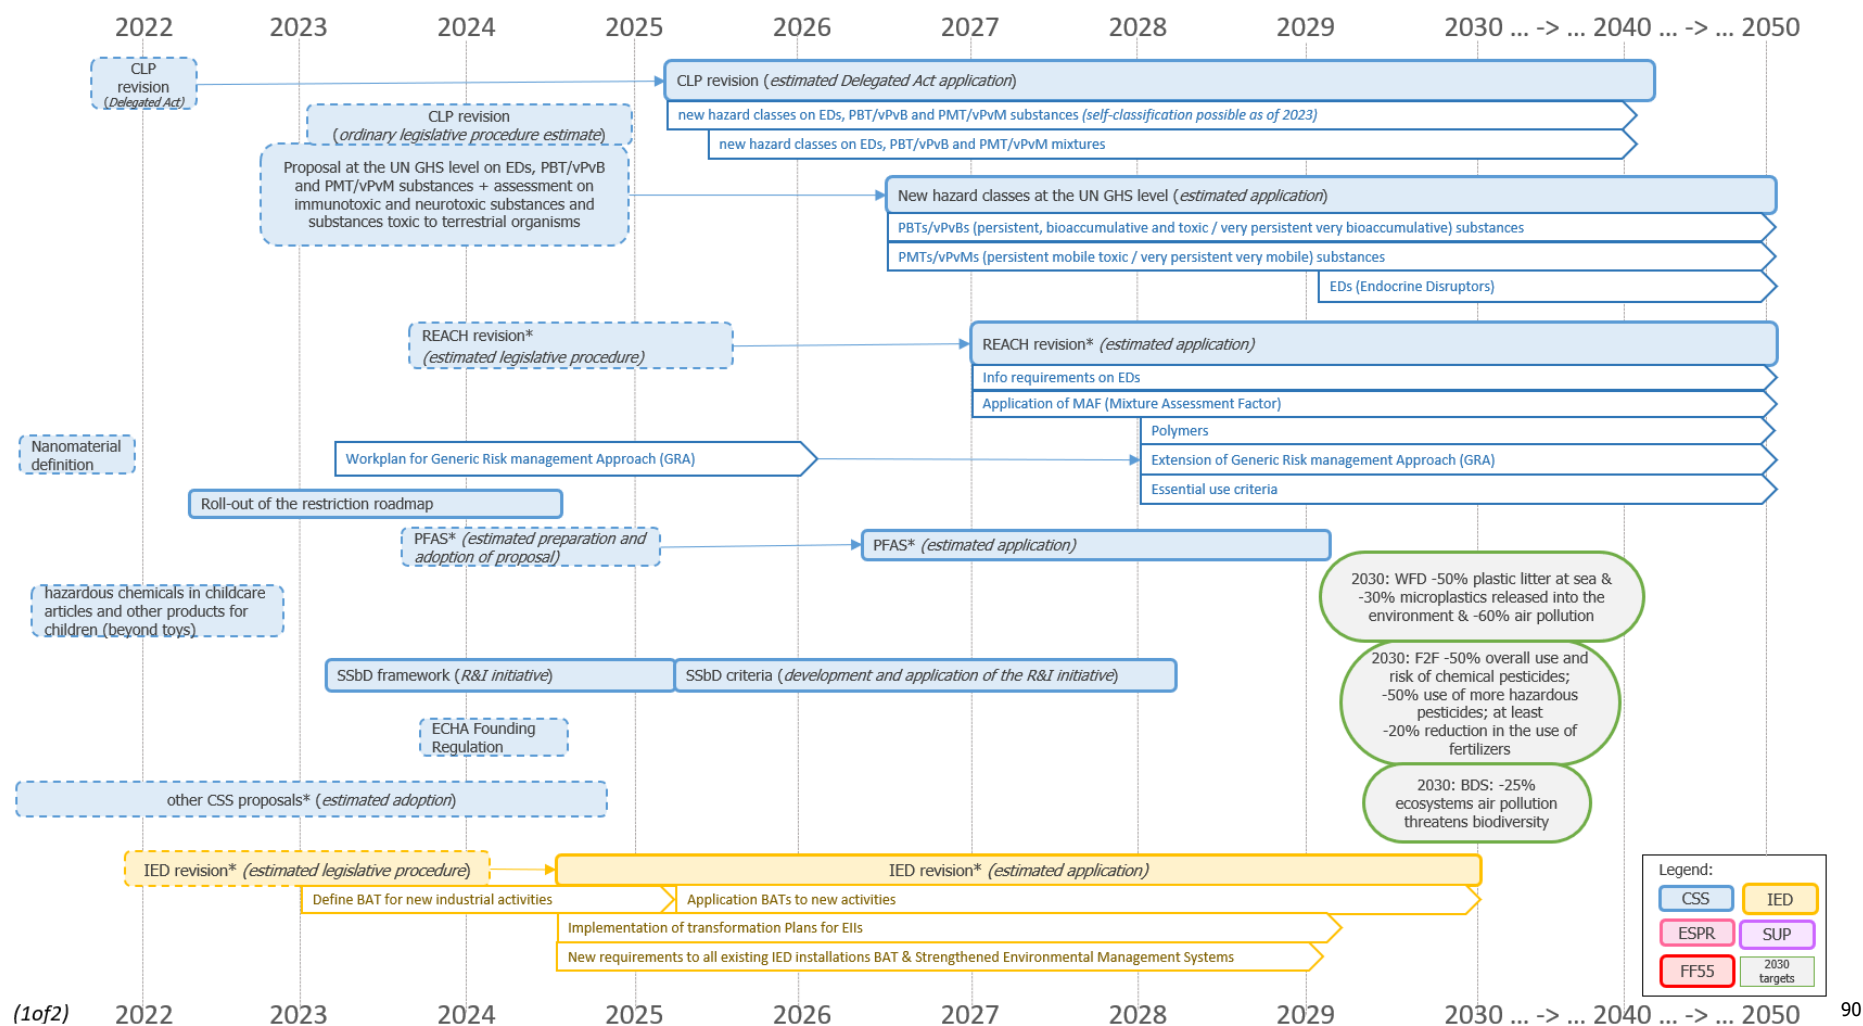 2022 2023 2024 2025 2026 2027 2028 2029 2030 ... -> ... 2040 ... -> ... 2050
CLP
revision
(Delegated Act)
CLP revision (estimated Delegated Act application)
CLP revision
(ordinary legislative procedure estimate)
new hazard classes on EDs, PBT/vPvB and PMT/vPvM substances (self-classification possible as of 2023)
new hazard classes on EDs, PBT/vPvB and PMT/vPvM mixtures
Proposal at the UN GHS level on EDs, PBT/vPvB
and PMT/vPvM substances + assessment on
immunotoxic and neurotoxic substances and
substances toxic to terrestrial organisms
New hazard classes at the UN GHS level (estimated application)
PBTs/vPvBs (persistent, bioaccumulative and toxic / very persistent very bioaccumulative) substances
PMTs/vPvMs (persistent mobile toxic / very persistent very mobile) substances
EDs (Endocrine Disruptors)
REACH revision*
(estimated legislative procedure)
REACH revision* (estimated application)
Info requirements on EDs
Application of MAF (Mixture Assessment Factor)
Polymers
Nanomaterial
definition
Workplan for Generic Risk management Approach (GRA)
Extension of Generic Risk management Approach (GRA)
Essential use criteria
Roll-out of the restriction roadmap
PFAS* (estimated preparation and
adoption of proposal)
PFAS* (estimated application)
hazardous chemicals in childcare
articles and other products for
children (beyond toys)
2030: WFD -50% plastic litter at sea &
-30% microplastics released into the
environment & -60% air pollution
SSbD framework (R&I initiative)
SSbD criteria (development and application of the R&I initiative)
2030: F2F -50% overall use and
risk of chemical pesticides;
-50% use of more hazardous
pesticides; at least
-20% reduction in the use of
fertilizers
ECHA Founding
Regulation
other CSS proposals* (estimated adoption)
2030: BDS: -25%
ecosystems air pollution
threatens biodiversity
IED revision* (estimated legislative procedure)
IED revision* (estimated application)
Define BAT for new industrial activities
Application BATs to new activities
Implementation of transformation Plans for EIIs
New requirements to all existing IED installations BAT & Strengthened Environmental Management Systems
Legend:
CSS IED
ESPR SUP
FF55 2030
targets
(1of2) 2022 2023 2024 2025 2026 2027 2028 2029 2030 ... -> ... 2040 ... -> ... 2050 90